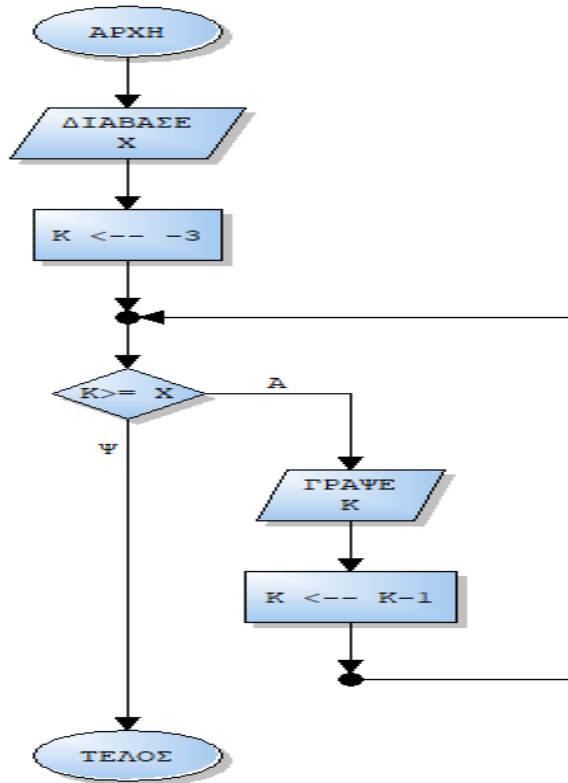 ΑΡΧΗ
ΔΙΑΒΑΣΕ
Χ
Κ <-- -3
Κ>= Χ
Α
Ψ
ΓΡΑΨΕ
Κ
Κ <-- Κ-1
ΤΕΛΟΣ